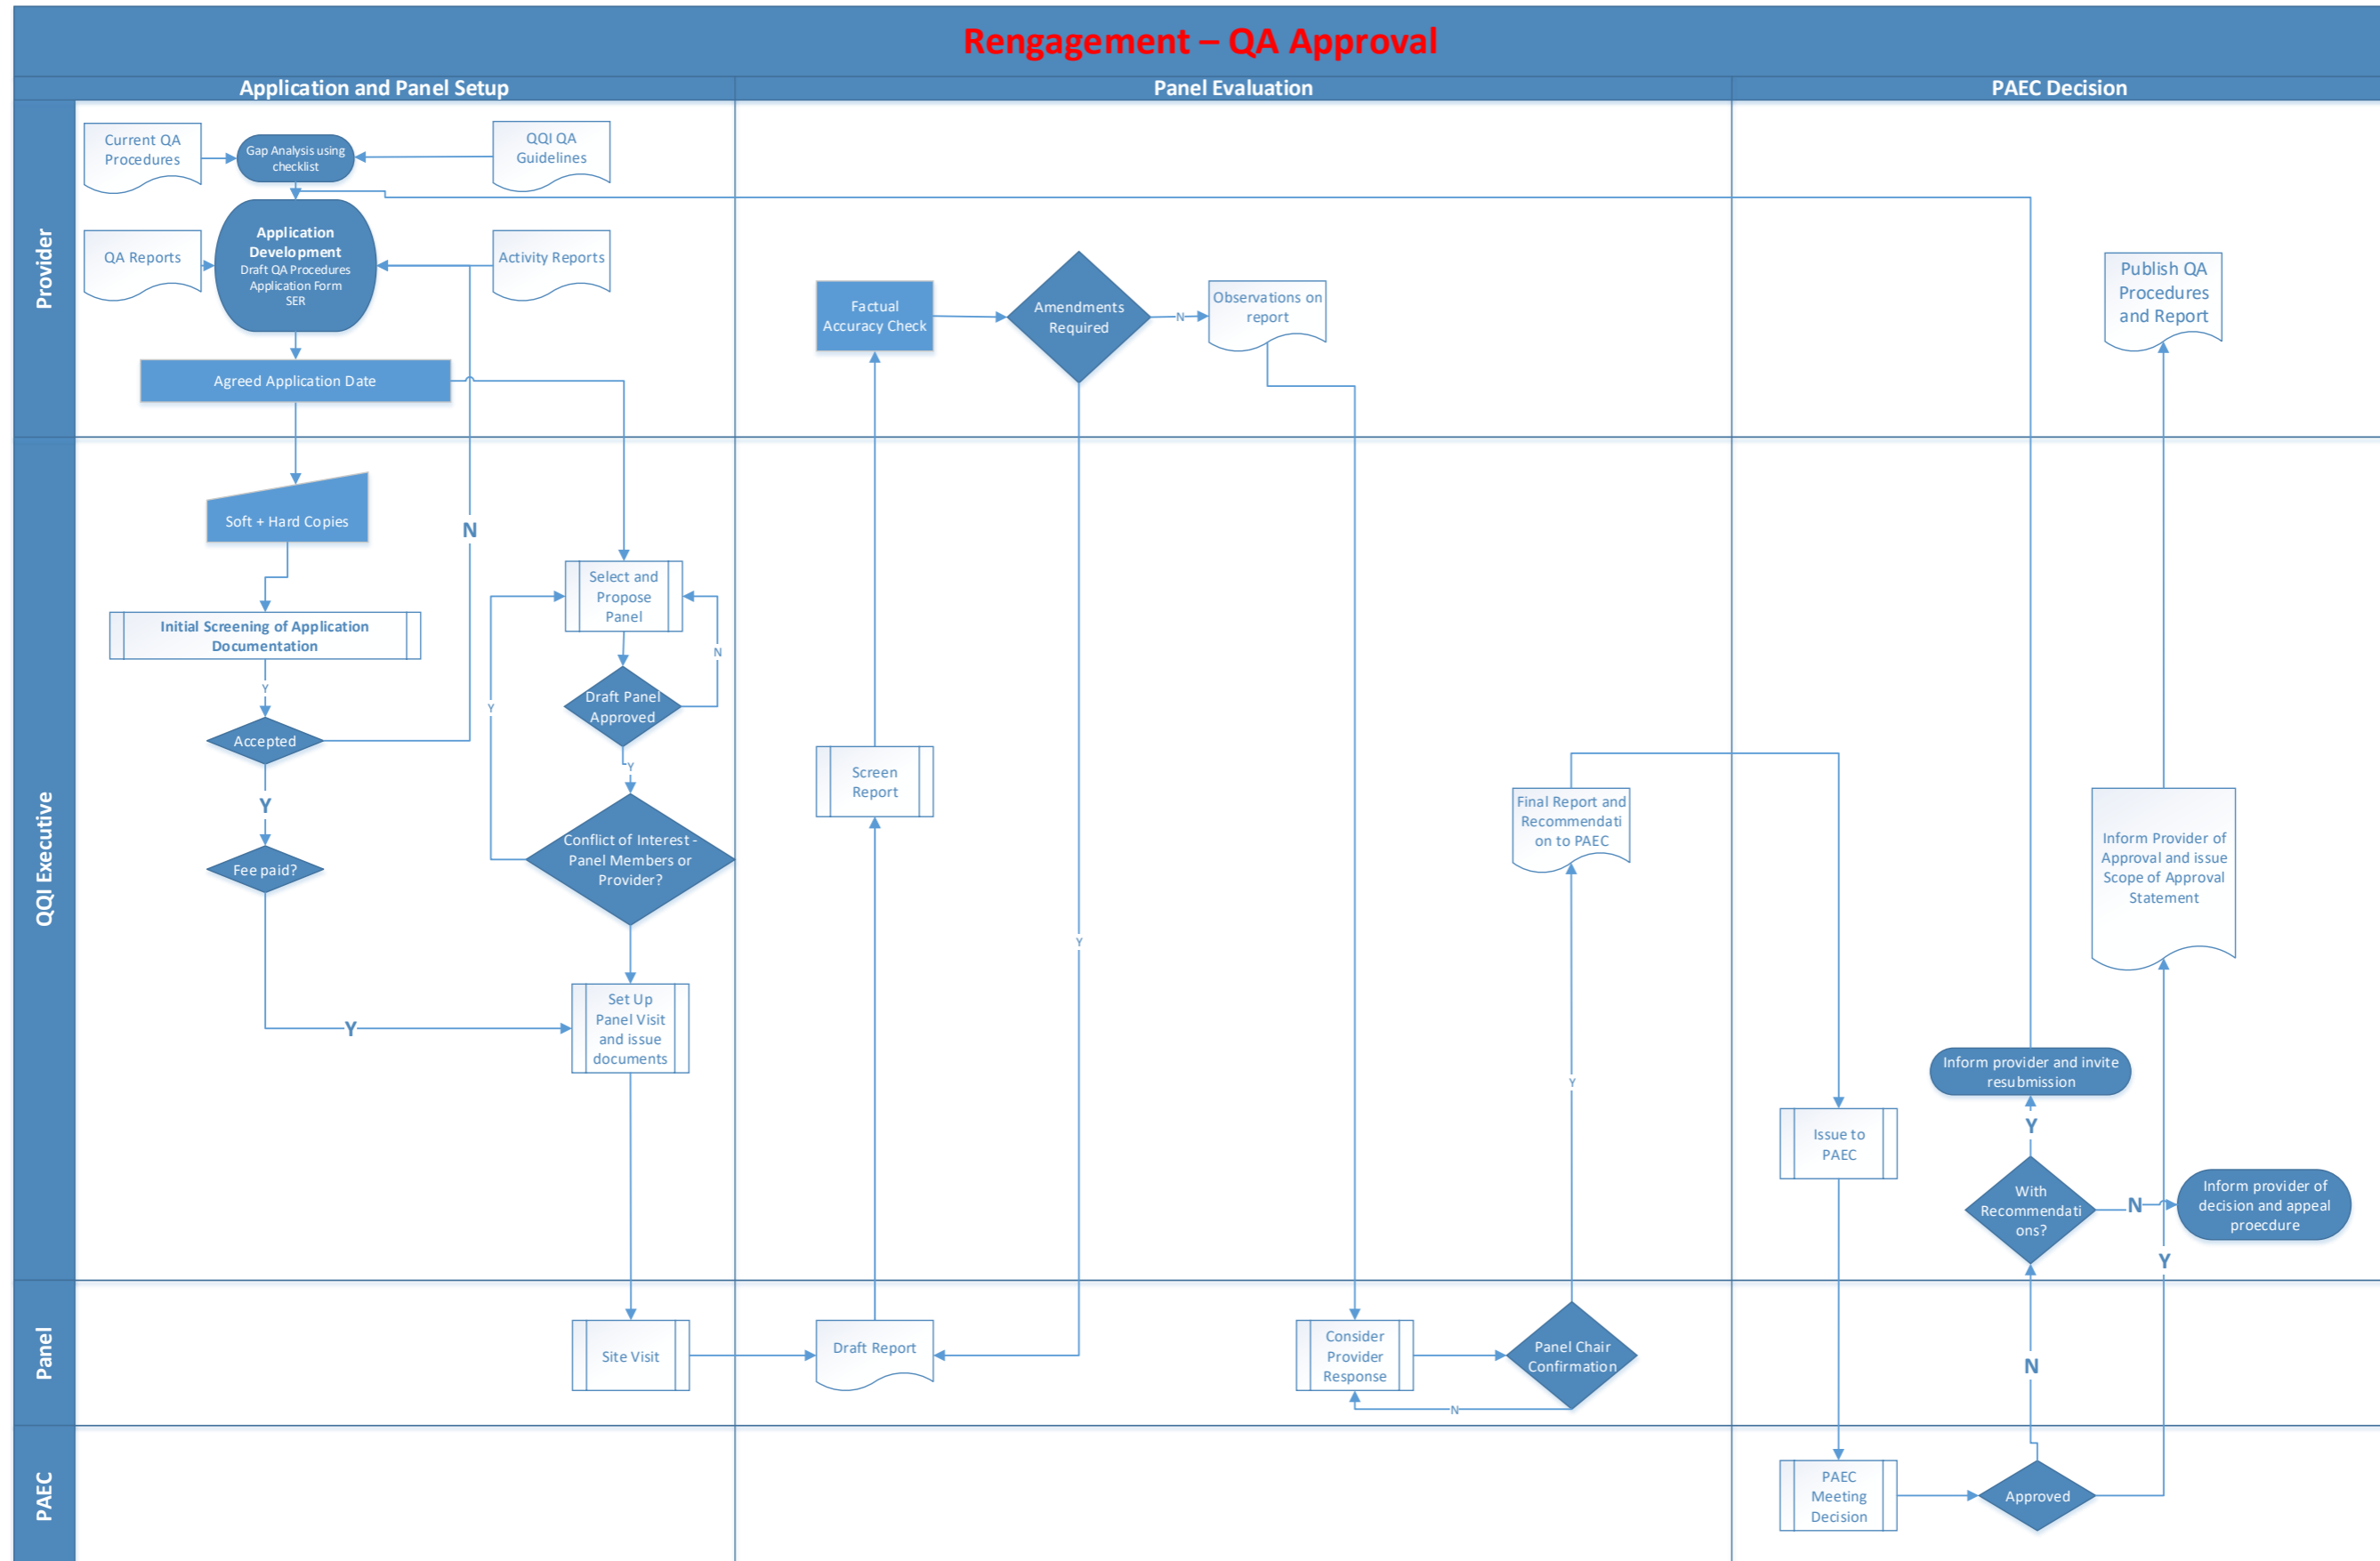 Rengagement – QA Approval
Application and Panel Setup
Panel Evaluation
PAEC Decision
Provider
Current QA
Procedures
Gap Analysis using
checklist
QQI QA
Guidelines
QA Reports
Application
Development
Draft QA Procedures
Application Form
SER
Activity Reports
Agreed Application Date
Factual
Accuracy Check
Amendments
Required
N
Observations on
report
Publish QA
Procedures
and Report
QQI Executive
Soft + Hard Copies
N
Initial Screening of Application
Documentation
Y
Accepted
Y
Fee paid?
Y
Select and
Propose
Panel
N
Draft Panel
Approved
Y
Y
Conflict of Interest -
Panel Members or
Provider?
Set Up
Panel Visit
and issue
documents
Screen
Report
Y
Final Report and
Recommendati
on to PAEC
Y
Issue to
PAEC
Inform Provider of
Approval and issue
Scope of Approval
Statement
Inform provider and invite
resubmission
Y
With
Recommendati
ons?
N
Inform provider of
decision and appeal
proecdure
Y
Panel
Site Visit
Draft Report
Consider
Provider
Response
Panel Chair
Confirmation
N
N
PAEC
PAEC
Meeting
Decision
Approved